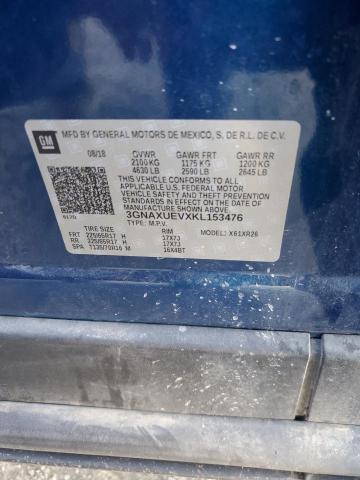 GM
MFD BY GENERAL MOTORS DE MEXICO, S. DE R.L. DE C.V.
08/18 GVWR GAWR FRT GAWR RR
2100 KG 1175 KG 1200 KG
4630 LB 2590 LB 2645 LB
THIS VEHICLE CONFORMS TO ALL
APPLICABLE U.S. FEDERAL MOTOR
VEHICLE SAFETY AND THEFT PREVENTION
STANDARDS IN EFFECT ON THE DATE OF
MANUFACTURE SHOWN ABOVE.
3GNAXUEVXKL153476
TYPE: M.P.V. MODEL: X61XR26
TIRE SIZE RIM
FRT 225/65R17 H 17X7J
RR 225/65R17 H 17X7J
SPA T135/70R16 M 16X4BT